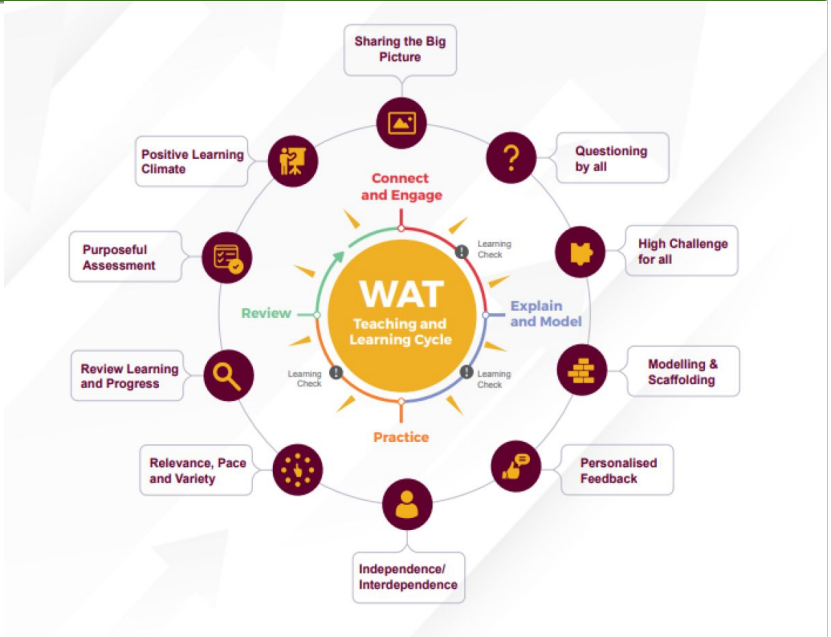 Sharing the Big
Picture
Positive Learning
Climate
Questioning
by all
Connect
and Engage
Purposeful
Assessment
Learning
Check
High Challenge
for all
WAT
Teaching and
Learning Cycle
Review
Explain
and Model
Review Learning
and Progress
Learning
Check
Learning
Check
Modelling &
Scaffolding
Practice
Relevance, Pace
and Variety
Personalised
Feedback
Independence/
Interdependence